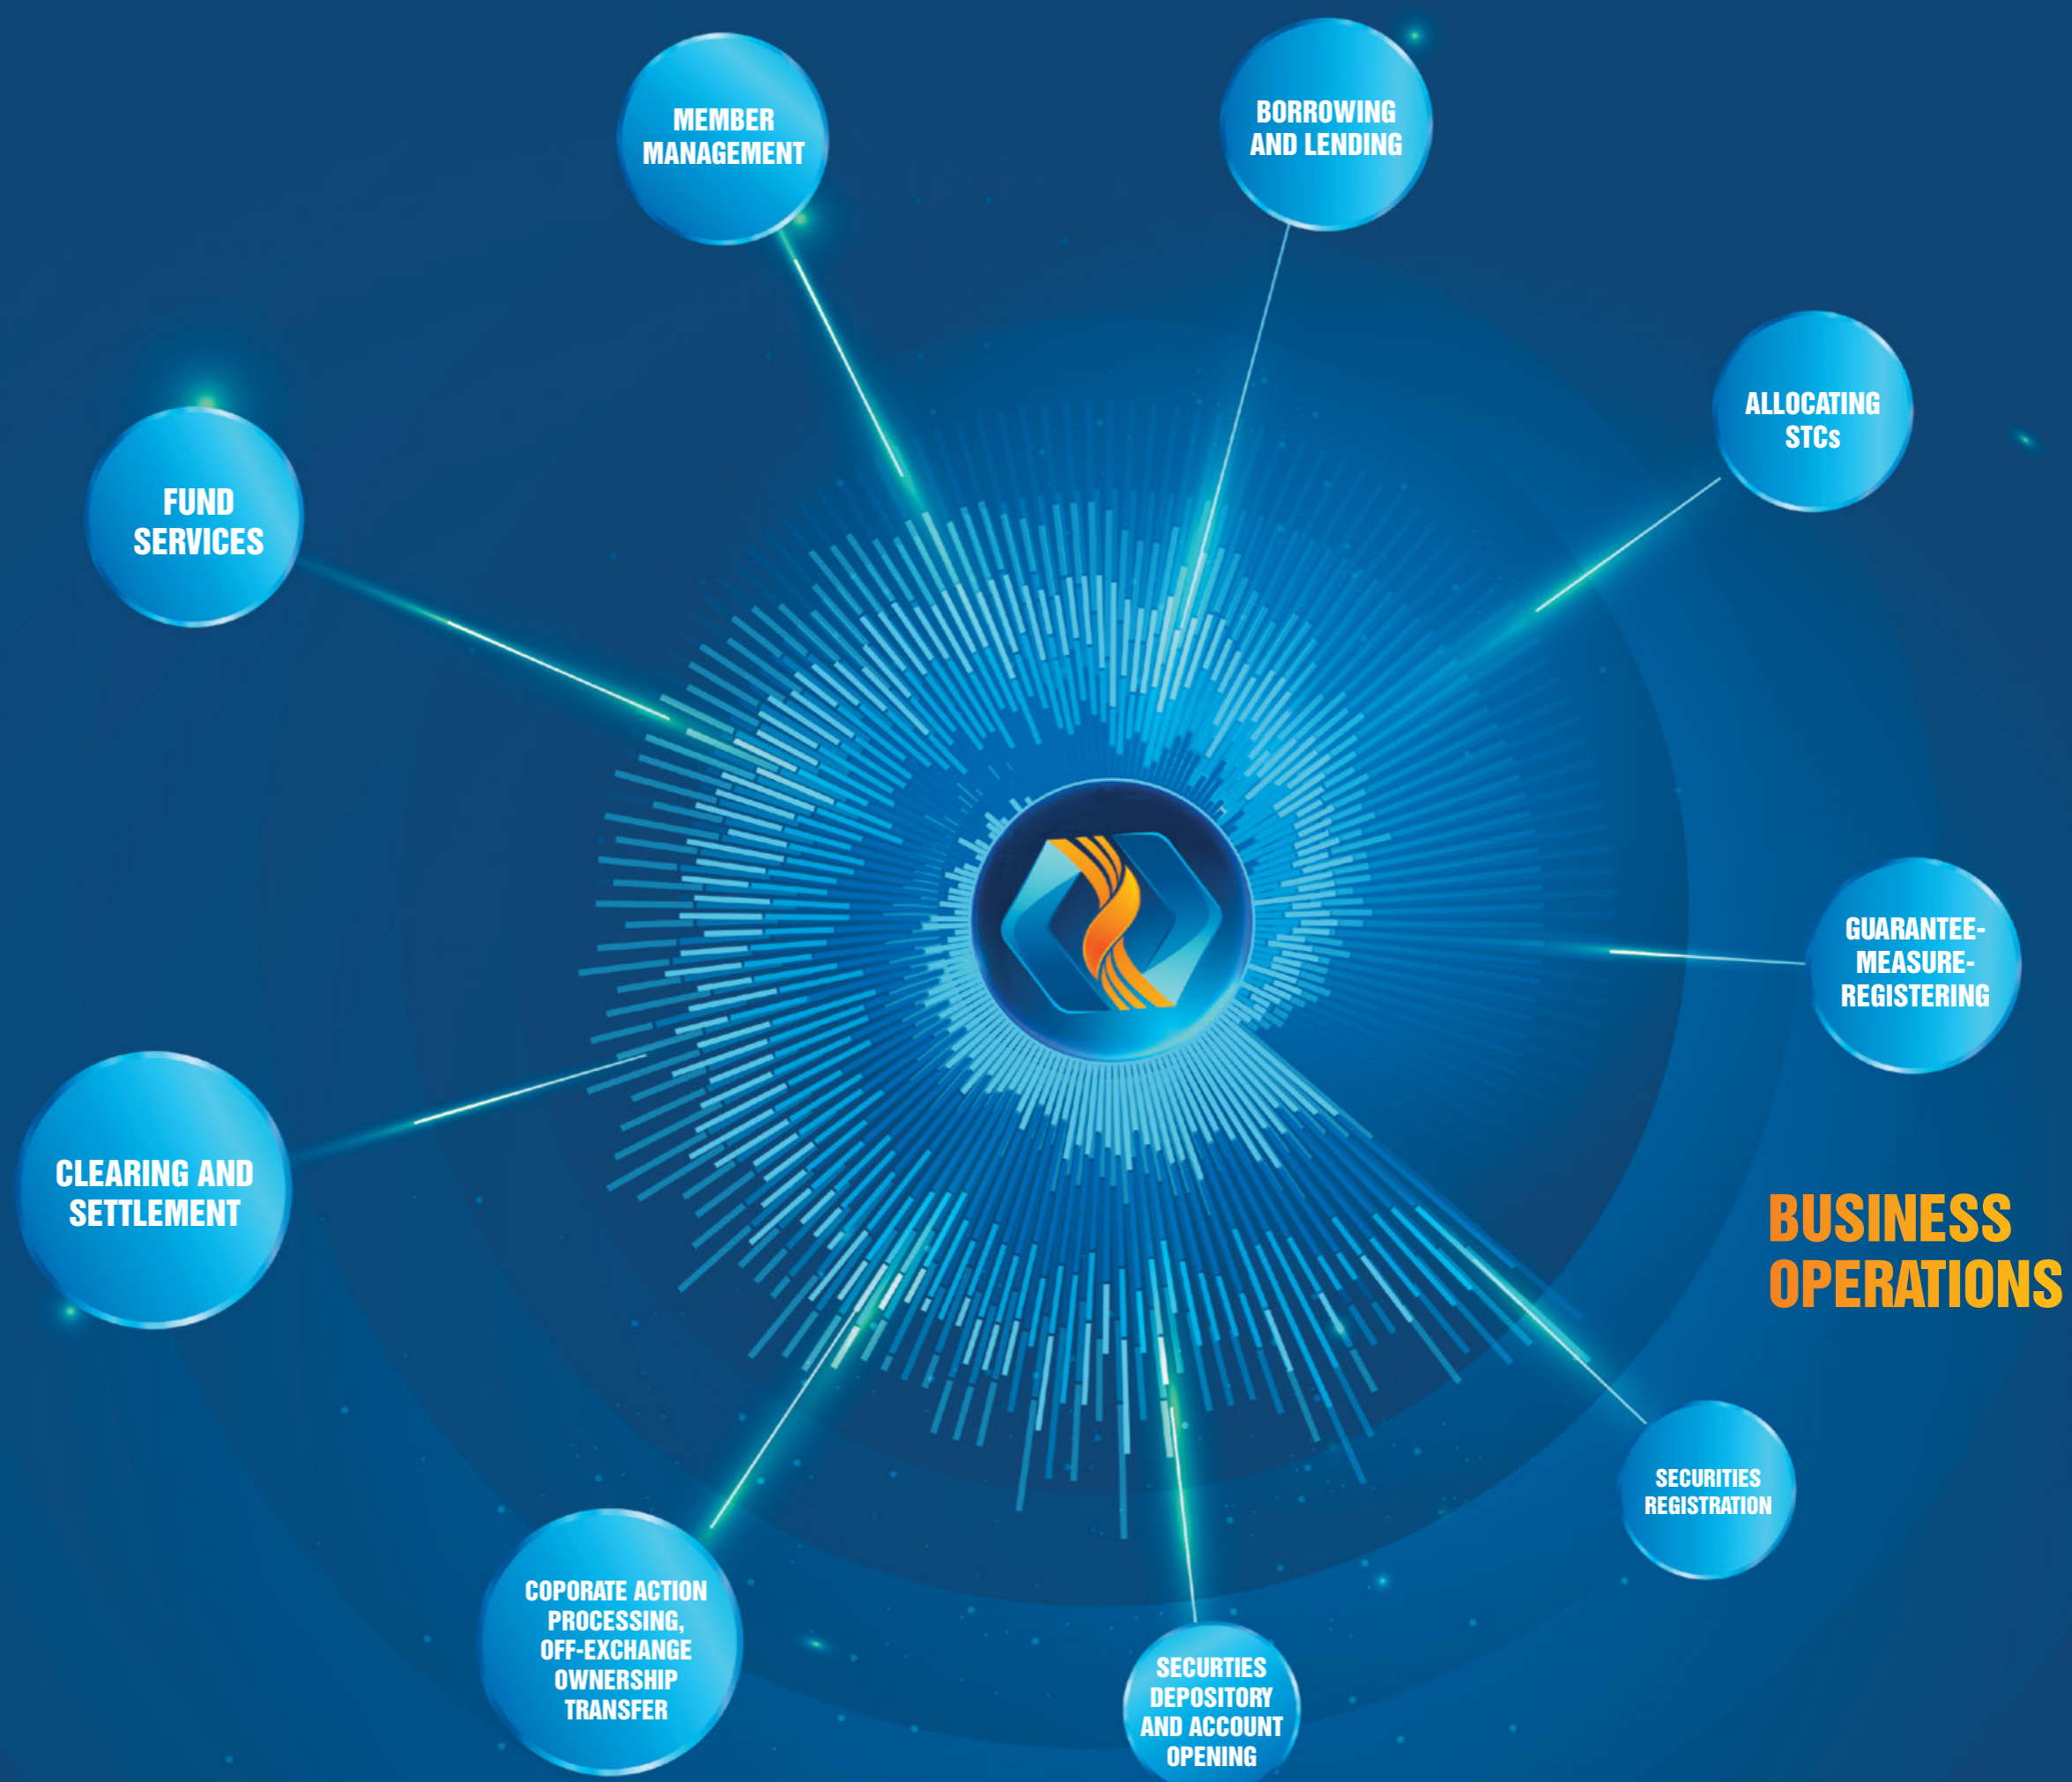 MEMBER
MANAGEMENT
BORROWING
AND LENDING
ALLOCATING
STCs
FUND
SERVICES
GUARANTEE-
MEASURE-
REGISTERING
CLEARING AND
SETTLEMENT
BUSINESS
OPERATIONS
SECURITIES
REGISTRATION
COPORATE ACTION
PROCESSING,
OFF-EXCHANGE
OWNERSHIP
TRANSFER
SECURTIES
DEPOSITORY
AND ACCOUNT
OPENING